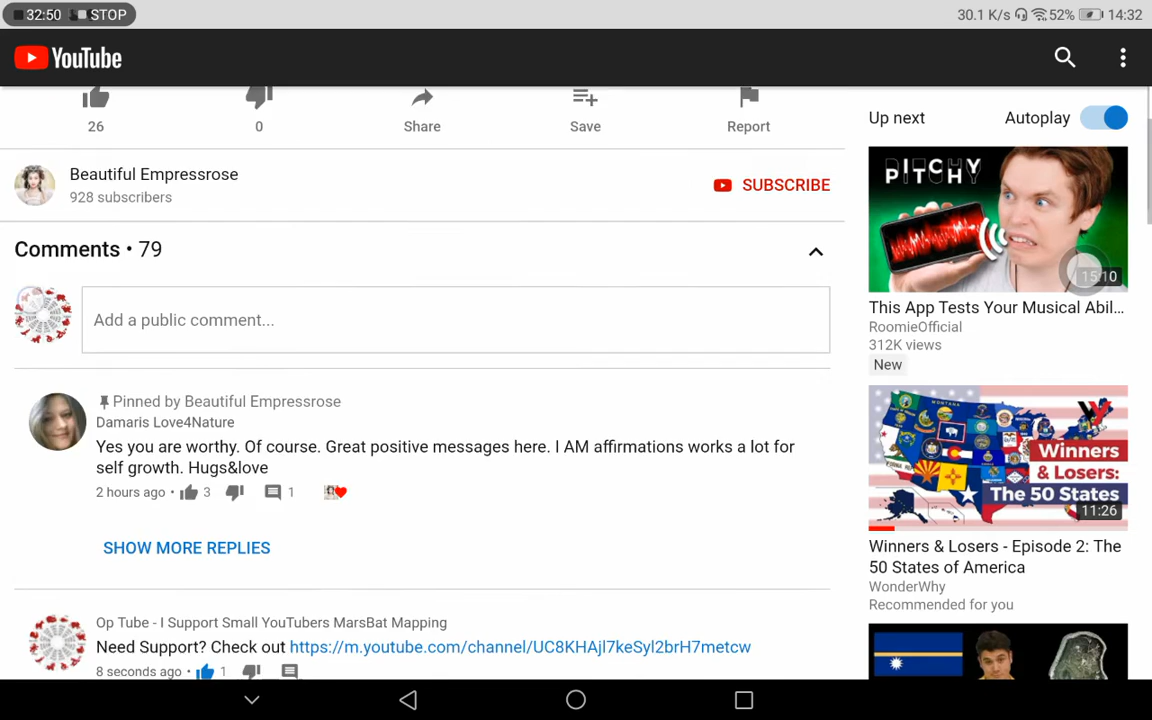 32:50 STOP
30.1 K/s 52% 14:32
YouTube
26
0
Share
Save
Report
Beautiful Empressrose
928 subscribers
SUBSCRIBE
Comments • 79
Add a public comment...
Pinned by Beautiful Empressrose
Damaris Love4Nature
Yes you are worthy. Of course. Great positive messages here. I AM affirmations works a lot for
self growth. Hugs&love
2 hours ago • 3 1
SHOW MORE REPLIES
Op Tube - I Support Small YouTubers MarsBat Mapping
Need Support? Check out https://m.youtube.com/channel/UC8KHAjl7keSyl2brH7metcw
8 seconds ago • 1
Up next
Autoplay
PITCHY
15:10
This App Tests Your Musical Abil...
RoomieOfficial
312K views
New
Winners
& Losers:
The 50 States
11:26
Winners & Losers - Episode 2: The
50 States of America
WonderWhy
Recommended for you